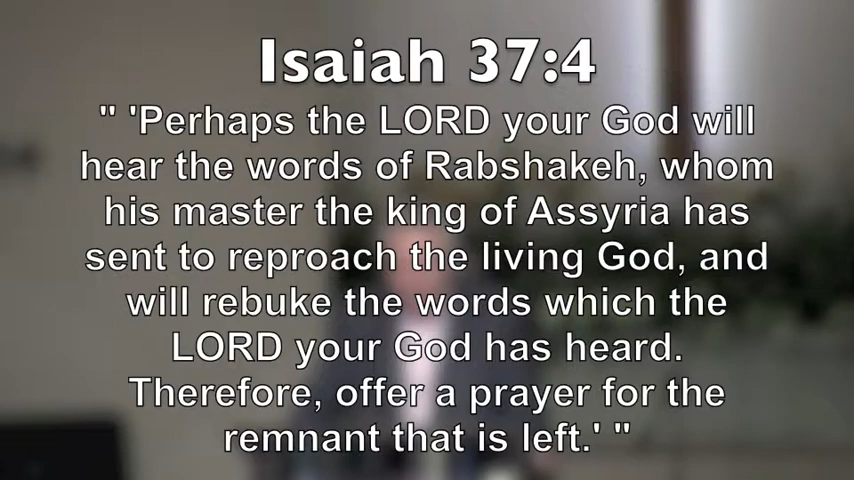 Isaiah 37:4
" 'Perhaps the LORD your God will
hear the words of Rabshakeh, whom
his master the king of Assyria has
sent to reproach the living God, and
will rebuke the words which the
LORD your God has heard.
Therefore, offer a prayer for the
remnant that is left.' "